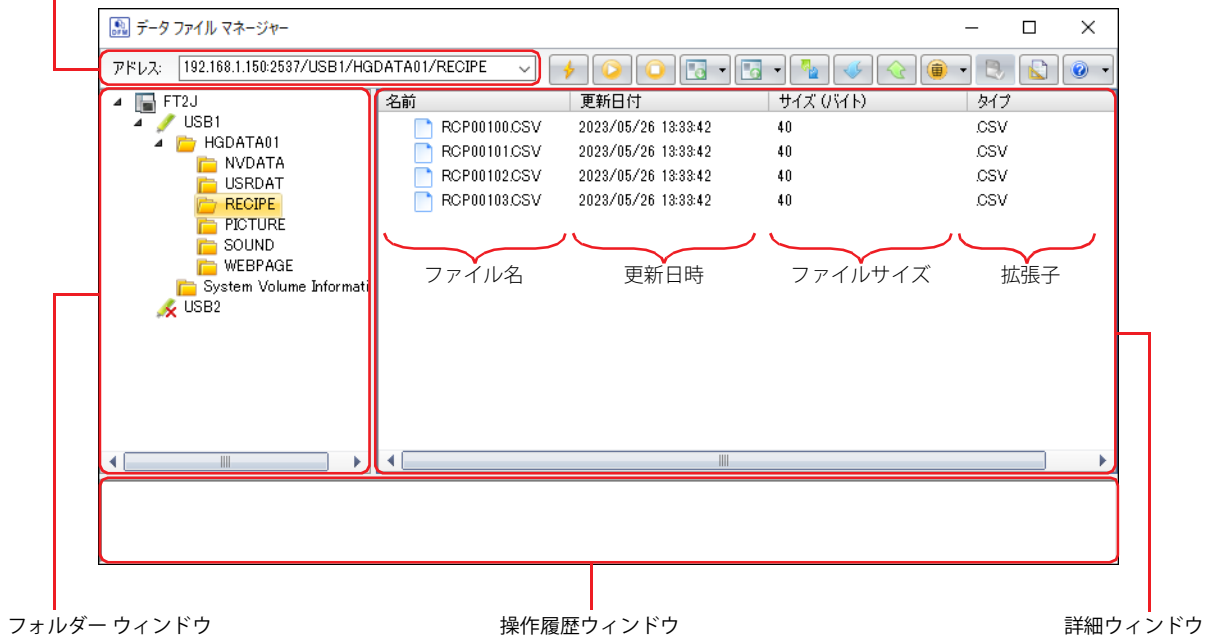 データ ファイル マネージャー
アドレス: 192.168.1.150:2537/USB1/HGDATA01/RECIPE
FT2J
USB1
HGDATA01
NVDATA
USRDAT
RECIPE
PICTURE
SOUND
WEBPAGE
System Volume Informati
USB2
名前 更新日付 サイズ (バイト) タイプ
RCP00100.CSV 2023/05/26 13:33:42 40 .CSV
RCP00101.CSV 2023/05/26 13:33:42 40 .CSV
RCP00102.CSV 2023/05/26 13:33:42 40 .CSV
RCP00103.CSV 2023/05/26 13:33:42 40 .CSV
ファイル名 更新日時 ファイルサイズ 拡張子
フォルダー ウィンドウ 操作履歴ウィンドウ 詳細ウィンドウ